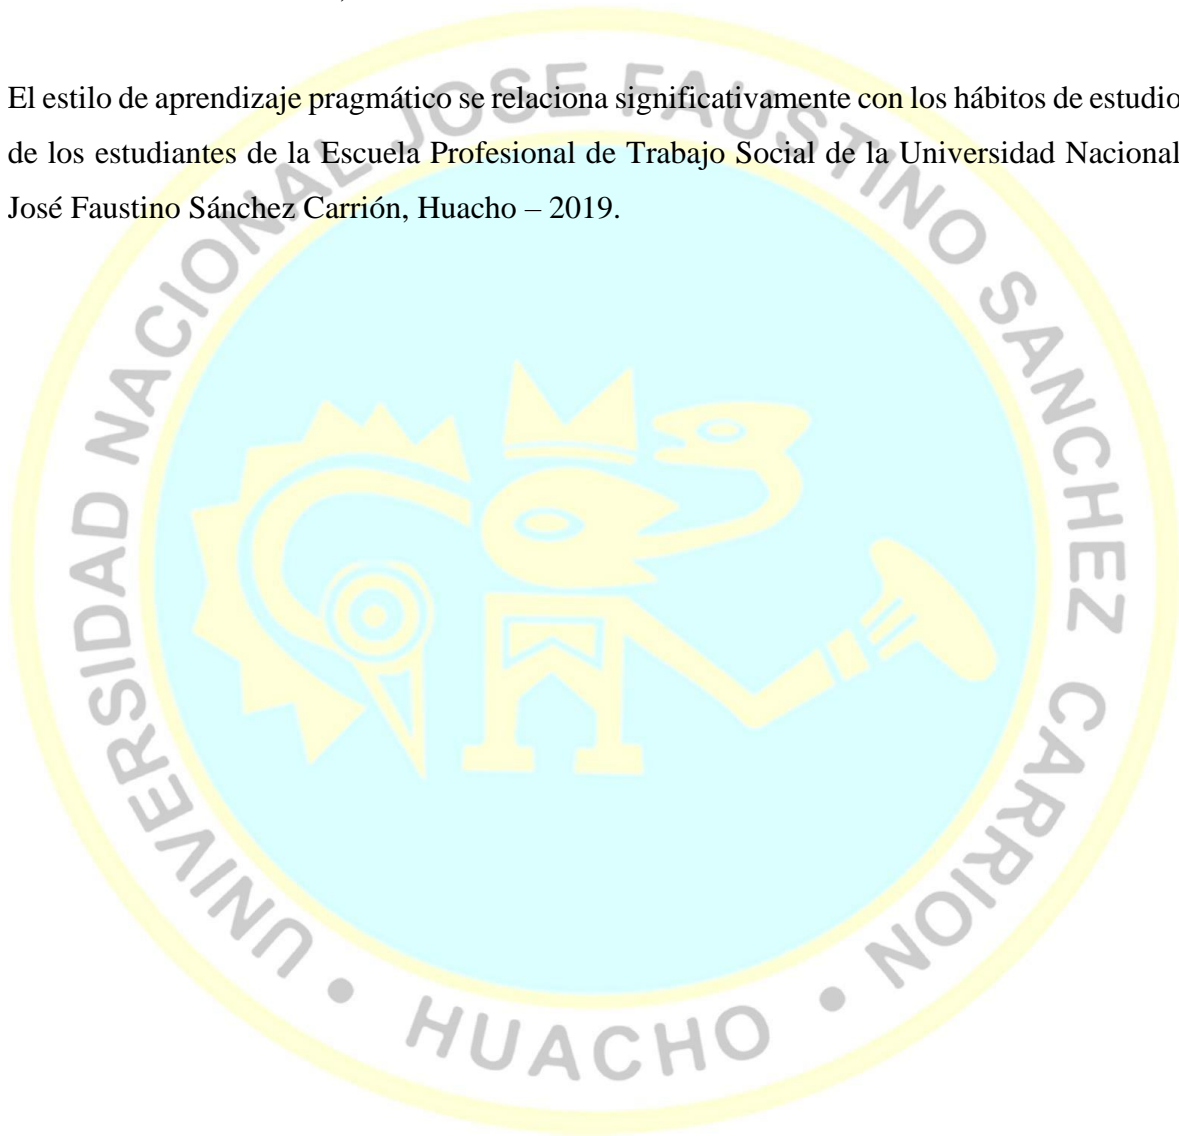 El estilo de aprendizaje pragmático se relaciona significativamente con los hábitos de estudio
de los estudiantes de la Escuela Profesional de Trabajo Social de la Universidad Nacional
José Faustino Sánchez Carrión, Huacho – 2019.
UNIVERSIDAD NACIONAL JOSE FAUSTINO SANCHEZ CARRION • HUACHO •